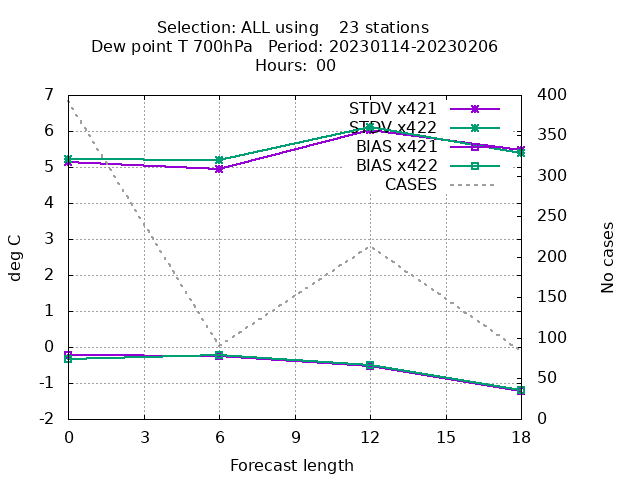 Selection: ALL using    23 stations
Dew point T 700hPa   Period: 20230114-20230206
Hours: 00
7
6
5
4
3
2
1
0
-1
-2
deg C
400
350
300
250
200
150
100
50
0
No cases
STDV x421
STDV x422
BIAS x421
BIAS x422
CASES
0 3 6 9 12 15 18
Forecast length